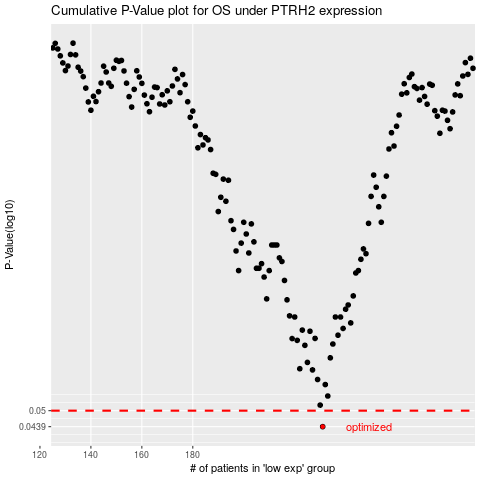 Cumulative P-Value plot for OS under PTRH2 expression
P-Value(log10)
0.05
0.0439
optimized
120
140
160
180
# of patients in 'low exp' group